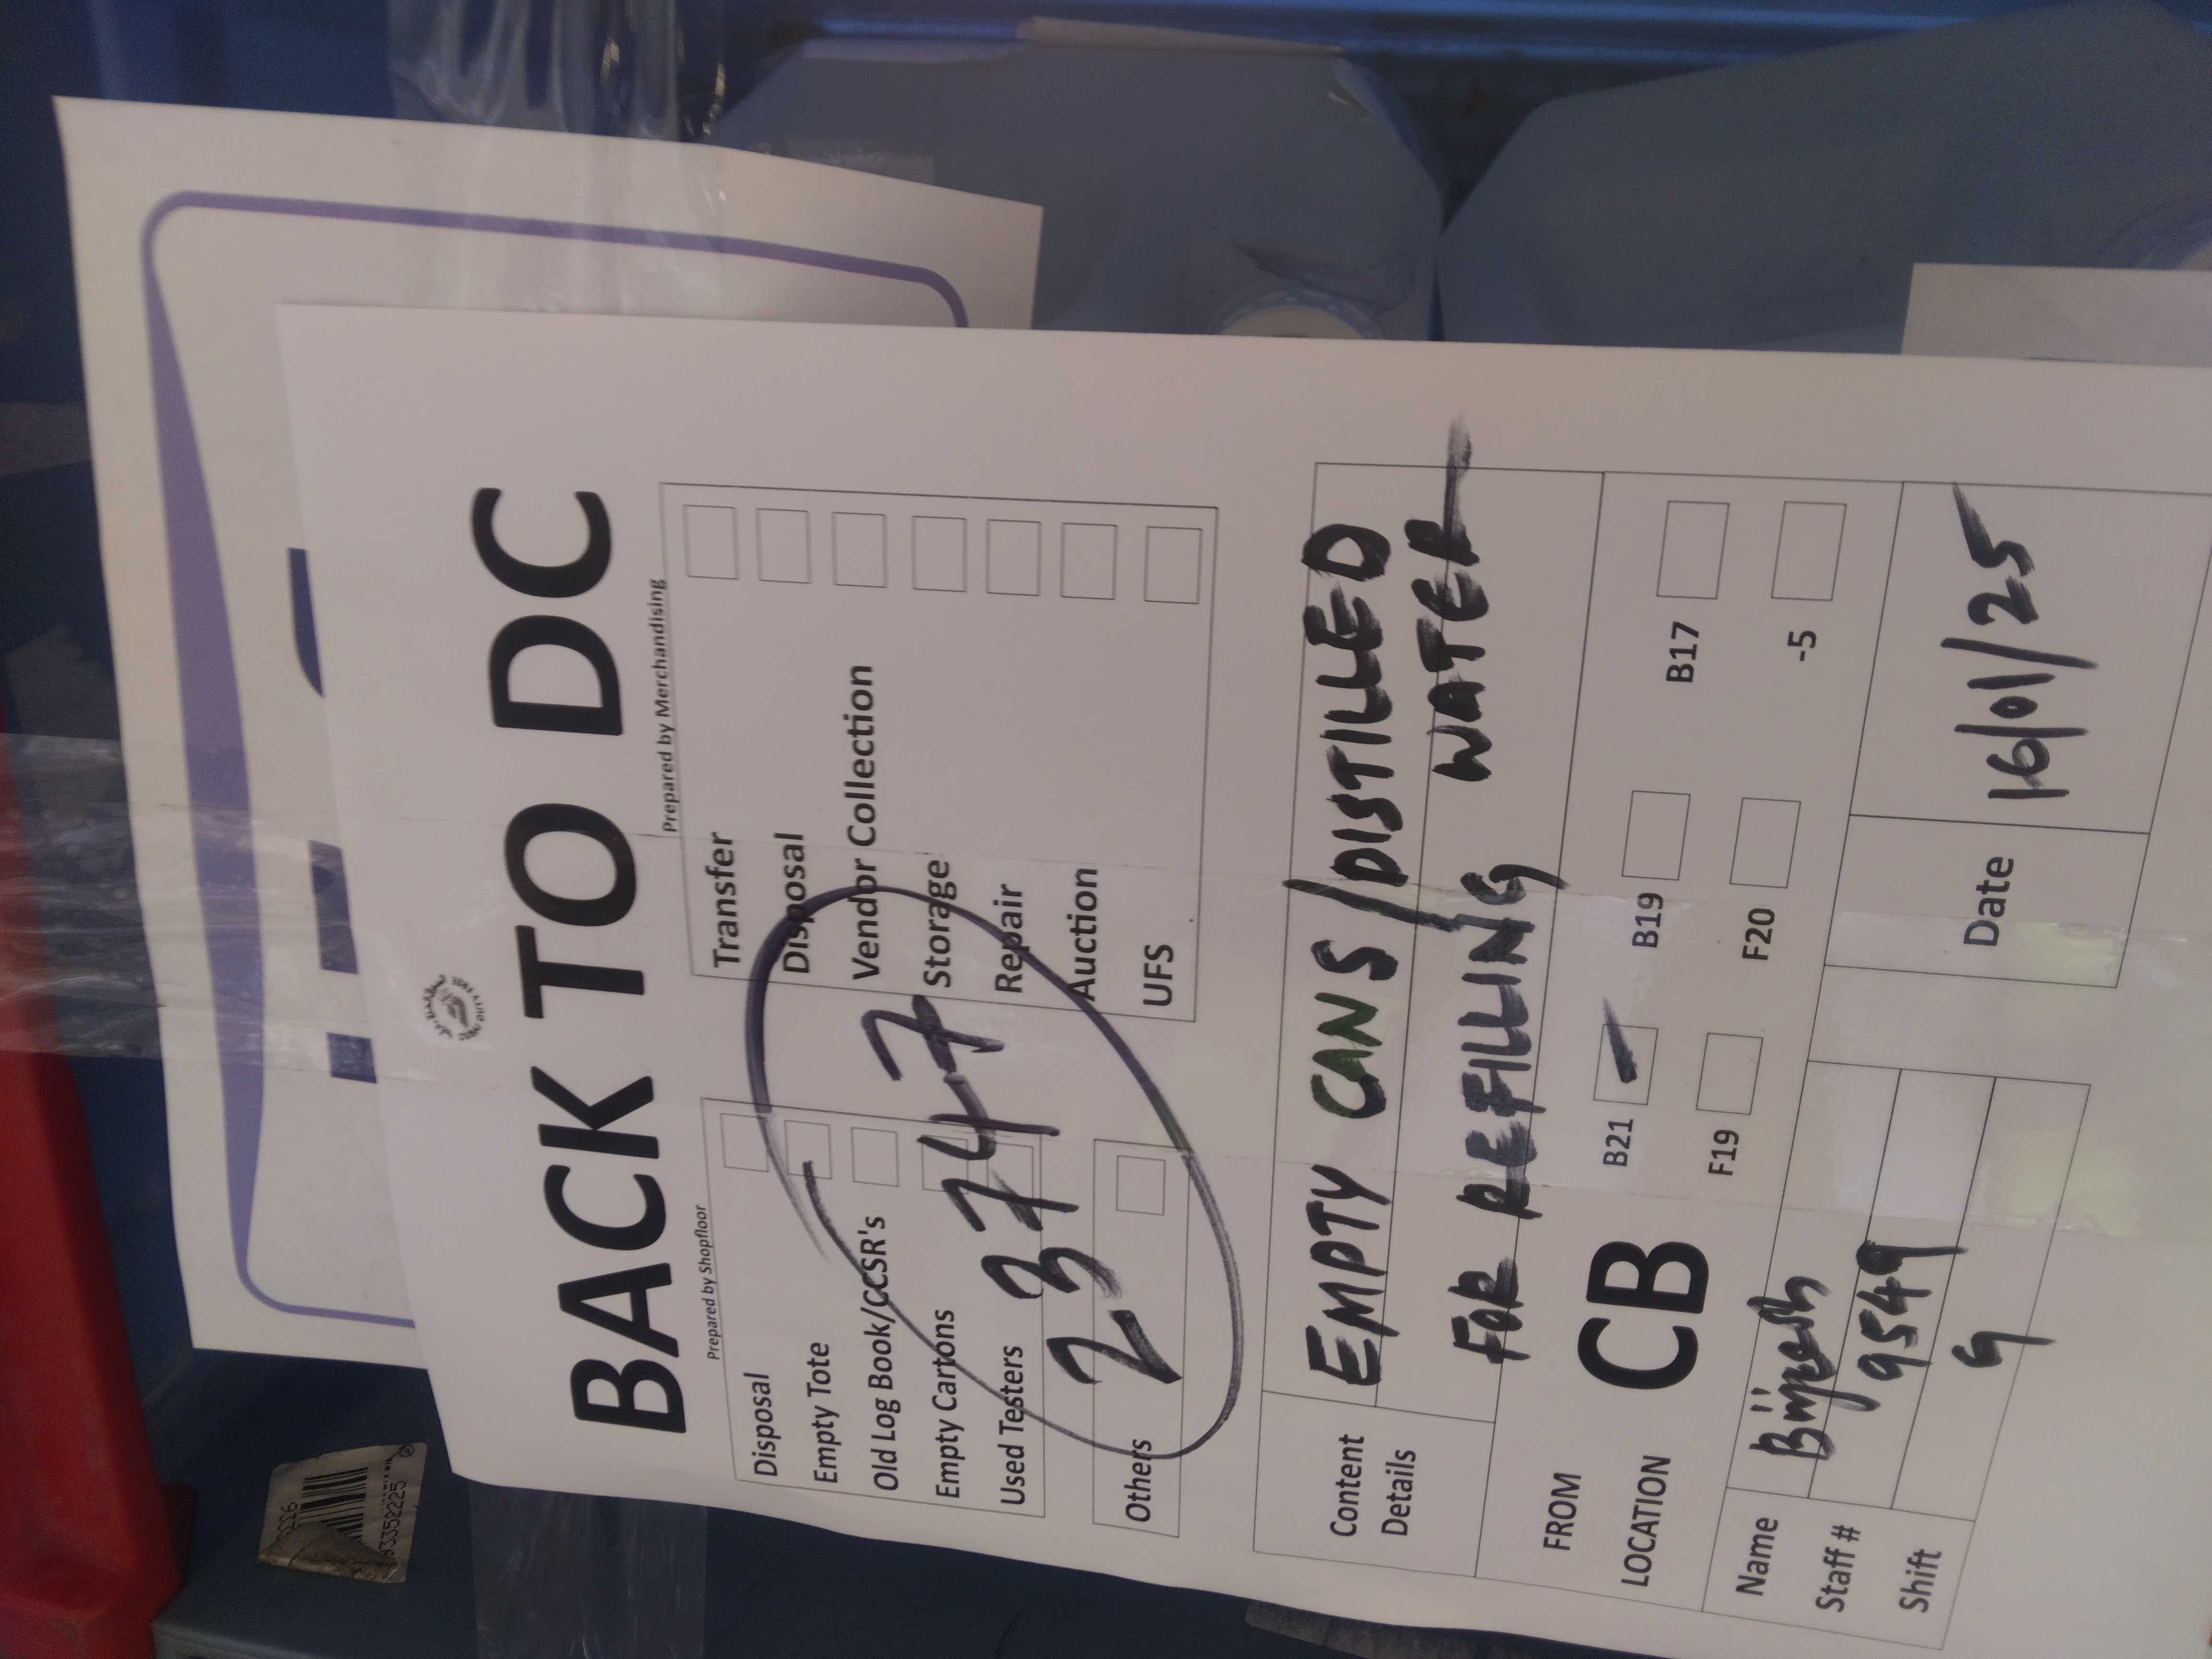 BACK TO DC
Prepared by Shopfloor
Disposal
Empty Tote
Old Log Book/CCSR's
Empty Cartons
Used Testers
Others
23747
Prepared by Merchandising
Transfer
Disposal
Vendor Collection
Storage
Repair
Auction
UFS
Content Details
EMPTY CANS/DISTILLED
FOR REFILLING WATER
FROM LOCATION
CB
B21 B19 B17
F19 F20 -5
Name Bijesh
Staff # 9549
Shift G
Date 16/01/25